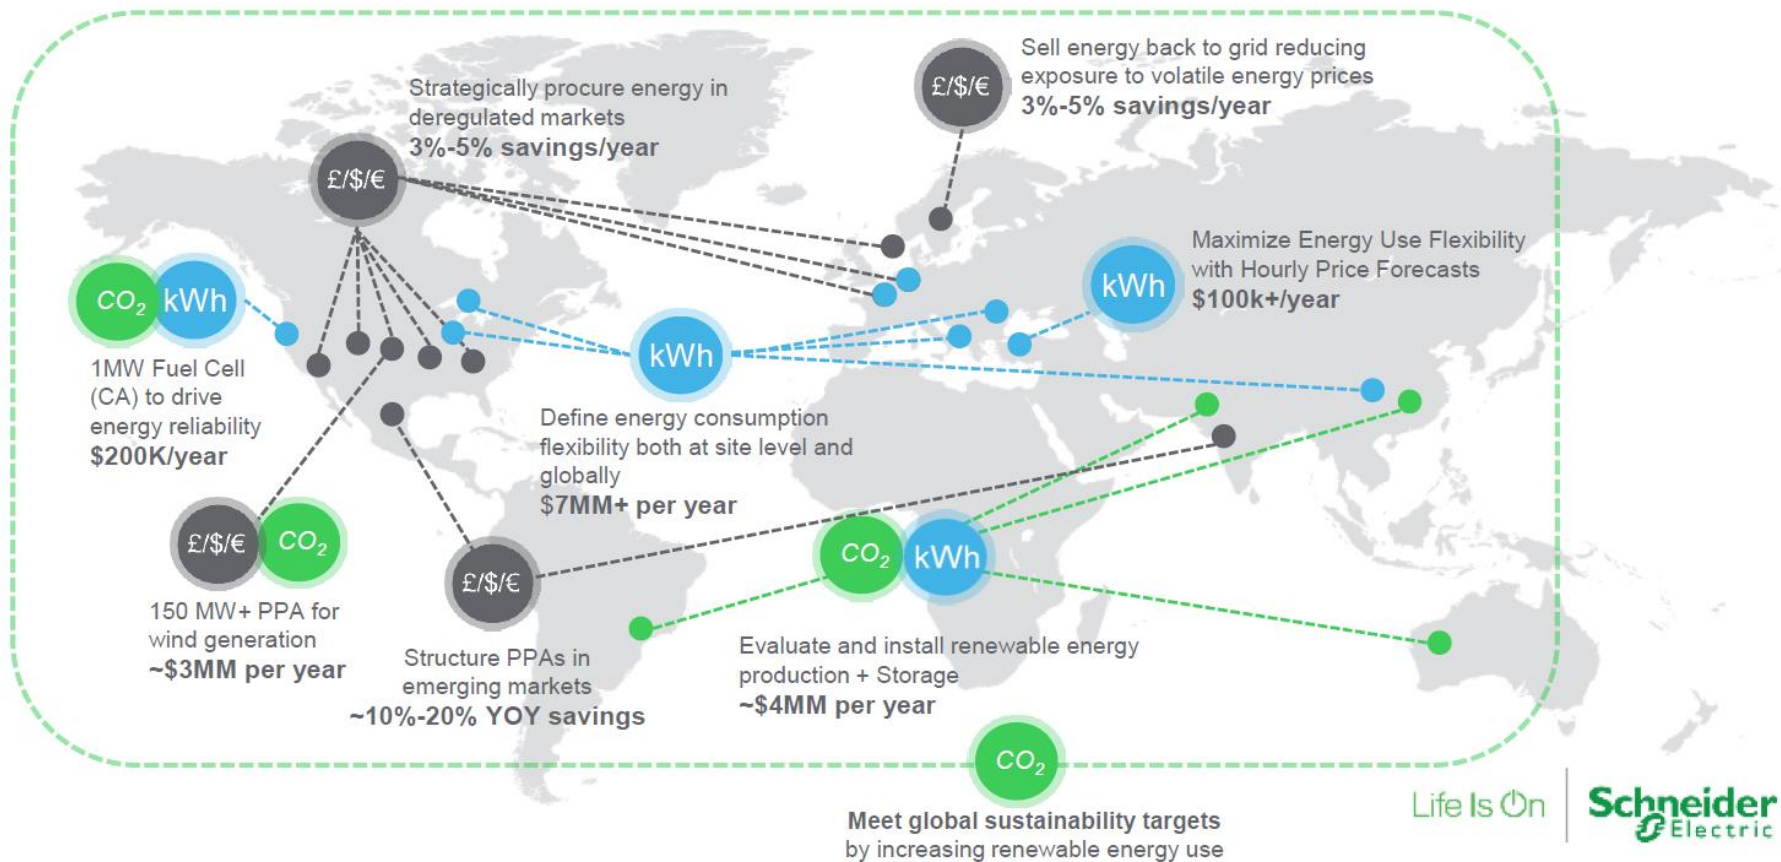 Strategically procure energy in
deregulated markets
3%-5% savings/year
£/$/€
Sell energy back to grid reducing
exposure to volatile energy prices
3%-5% savings/year
£/$/€
Maximize Energy Use Flexibility
with Hourly Price Forecasts
$100k+/year
kWh
CO2
kWh
1MW Fuel Cell
(CA) to drive
energy reliability
$200K/year
kWh
Define energy consumption
flexibility both at site level and
globally
$7MM+ per year
£/$/€
CO2
150 MW+ PPA for
wind generation
~$3MM per year
£/$/€
Structure PPAs in
emerging markets
~10%-20% YOY savings
CO2
kWh
Evaluate and install renewable energy
production + Storage
~$4MM per year
CO2
Meet global sustainability targets
by increasing renewable energy use
Life Is On
Schneider
Electric